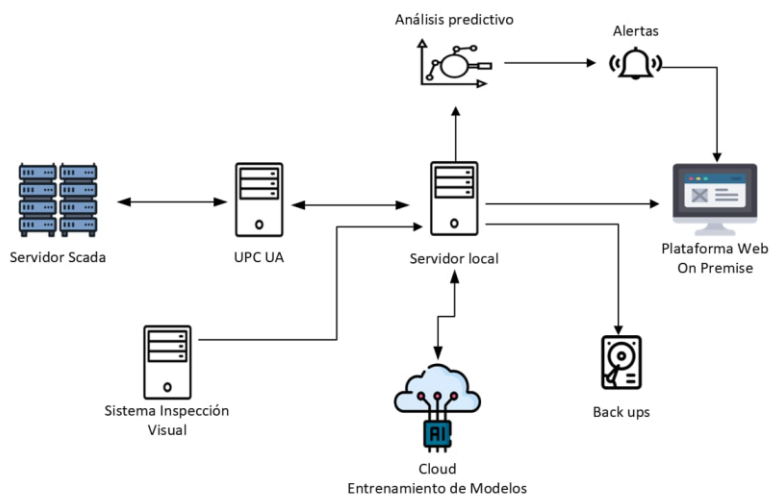 Análisis predictivo
Alertas
Servidor Scada
UPC UA
Servidor local
Plataforma Web
On Premise
Sistema Inspección
Visual
AI
Back ups
Cloud
Entrenamiento de Modelos